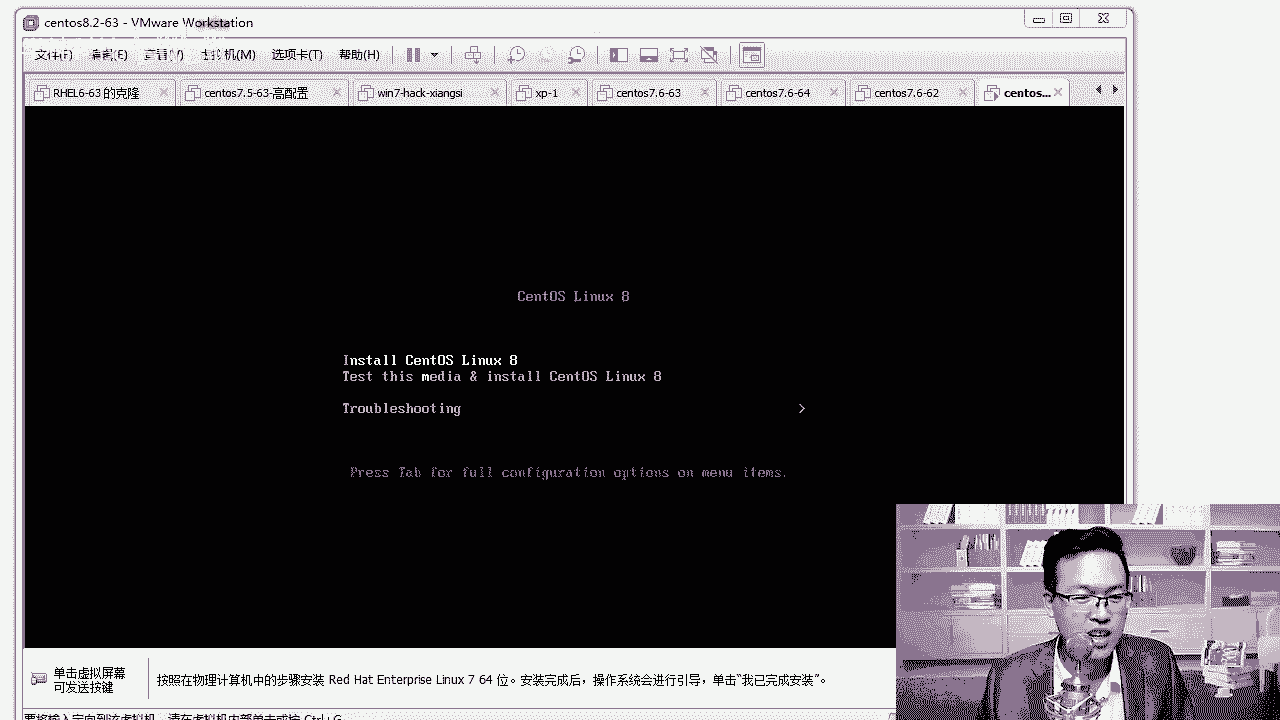 centos8.2-63 - VMware Workstation
文件(F) 编辑(E) 查看(V) 虚拟机(M) 选项卡(T) 帮助(H)
RHEL6-63 的克隆 centos7.5-63-高配置 win7-hack-xiangsi xp-1 centos7.6-63 centos7.6-64 centos7.6-62 centos...
CentOS Linux 8
Install CentOS Linux 8
Test this media & install CentOS Linux 8
Troubleshooting >
Press Tab for full configuration options on menu items.
单击虚拟屏幕
可发送按键
按照在物理计算机中的步骤安装 Red Hat Enterprise Linux 7 64 位。安装完成后，操作系统会进行引导，单击“我已完成安装”。
要将输入定向到该虚拟机，请在虚拟机内部单击或按 Ctrl+G。